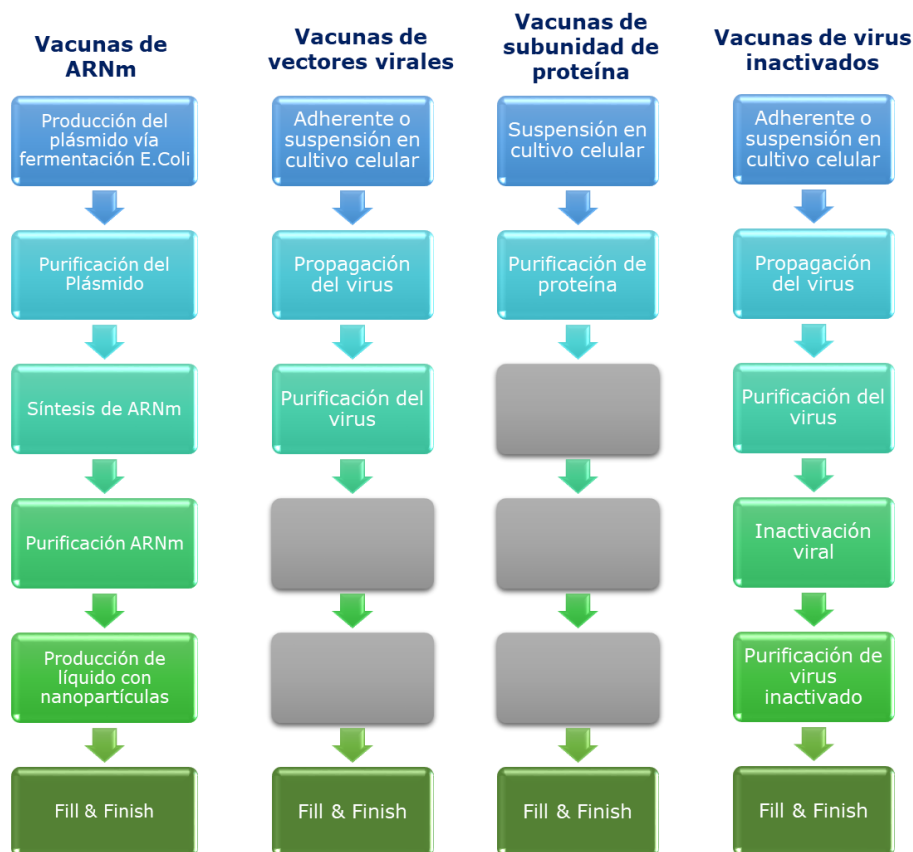 Vacunas de
ARNm
Producción del
plásmido vía
fermentación E.Coli
Purificación del
Plásmido
Síntesis de ARNm
Purificación ARNm
Producción de
líquido con
nanopartículas
Fill & Finish
Vacunas de
vectores virales
Adherente o
suspensión en
cultivo celular
Propagación
del virus
Purificación del
virus
Fill & Finish
Vacunas de
subunidad de
proteína
Suspensión en
cultivo celular
Purificación de
proteína
Fill & Finish
Vacunas de virus
inactivados
Adherente o
suspensión en
cultivo celular
Propagación
del virus
Purificación del
virus
Inactivación
viral
Purificación de
virus
inactivado
Fill & Finish